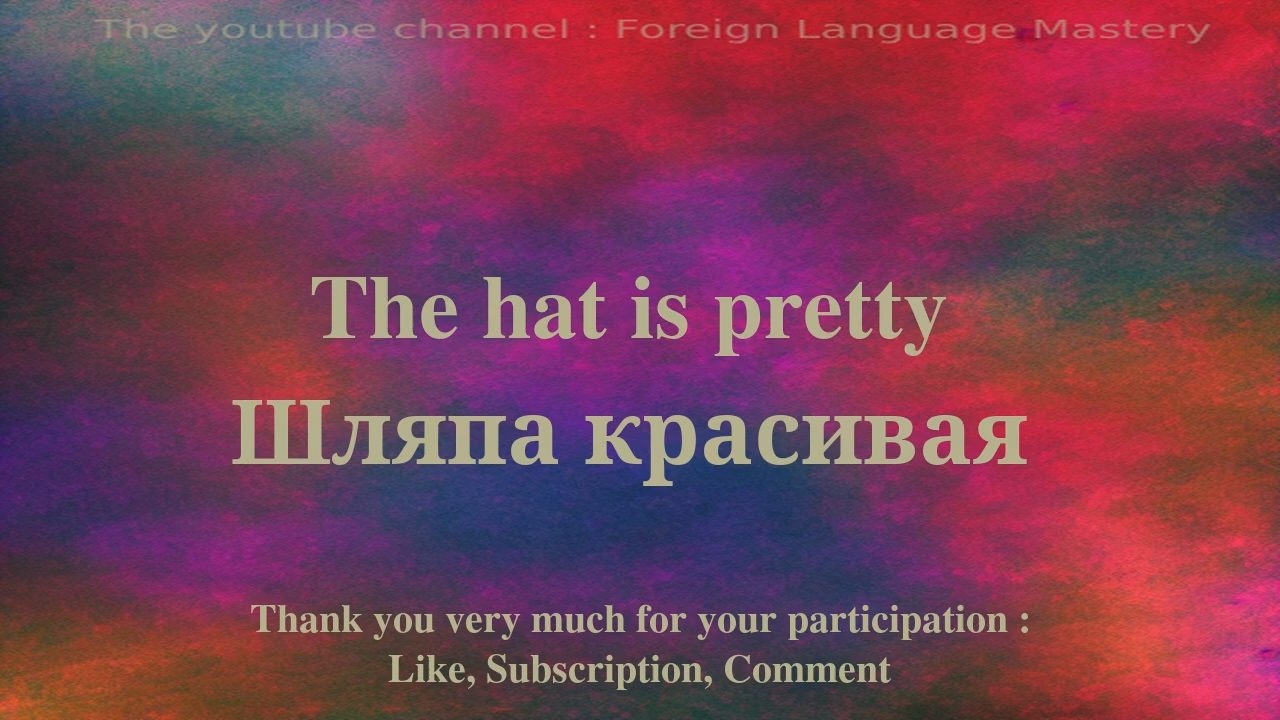 The youtube channel : Foreign Language Mastery
The hat is pretty
Шляпа красивая
Thank you very much for your participation :
Like, Subscription, Comment